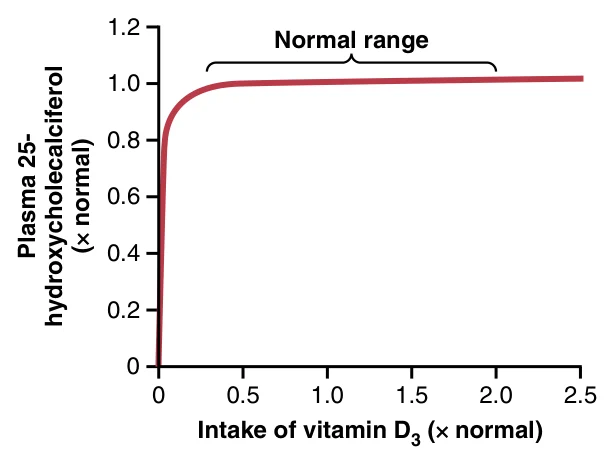 Normal range
1.2
1.0
0.8
0.6
0.4
0.2
0
Plasma 25-
hydroxycholecalciferol
(× normal)
0 0.5 1.0 1.5 2.0 2.5
Intake of vitamin D₃ (× normal)